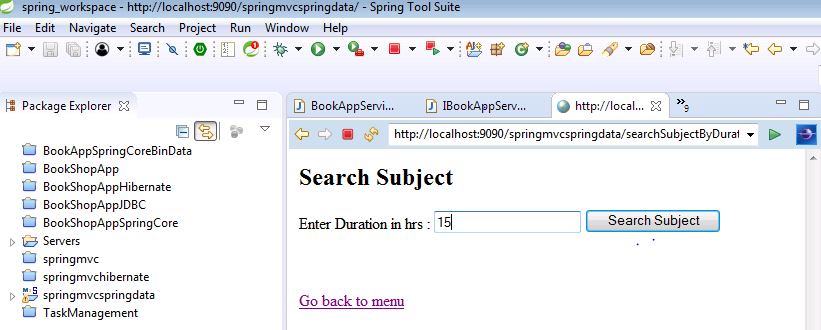 spring_workspace - http://localhost:9090/springmvcspringdata/ - Spring Tool Suite
File Edit Navigate Search Project Run Window Help
Package Explorer
BookAppSpringCoreBinData
BookShopApp
BookShopAppHibernate
BookShopAppJDBC
BookShopAppSpringCore
Servers
springmvc
springmvchibernate
springmvcspringdata
TaskManagement
BookAppServi... IBookAppServ... http://local... »9
http://localhost:9090/springmvcspringdata/searchSubjectByDurat
Search Subject
Enter Duration in hrs : 15 Search Subject
Go back to menu